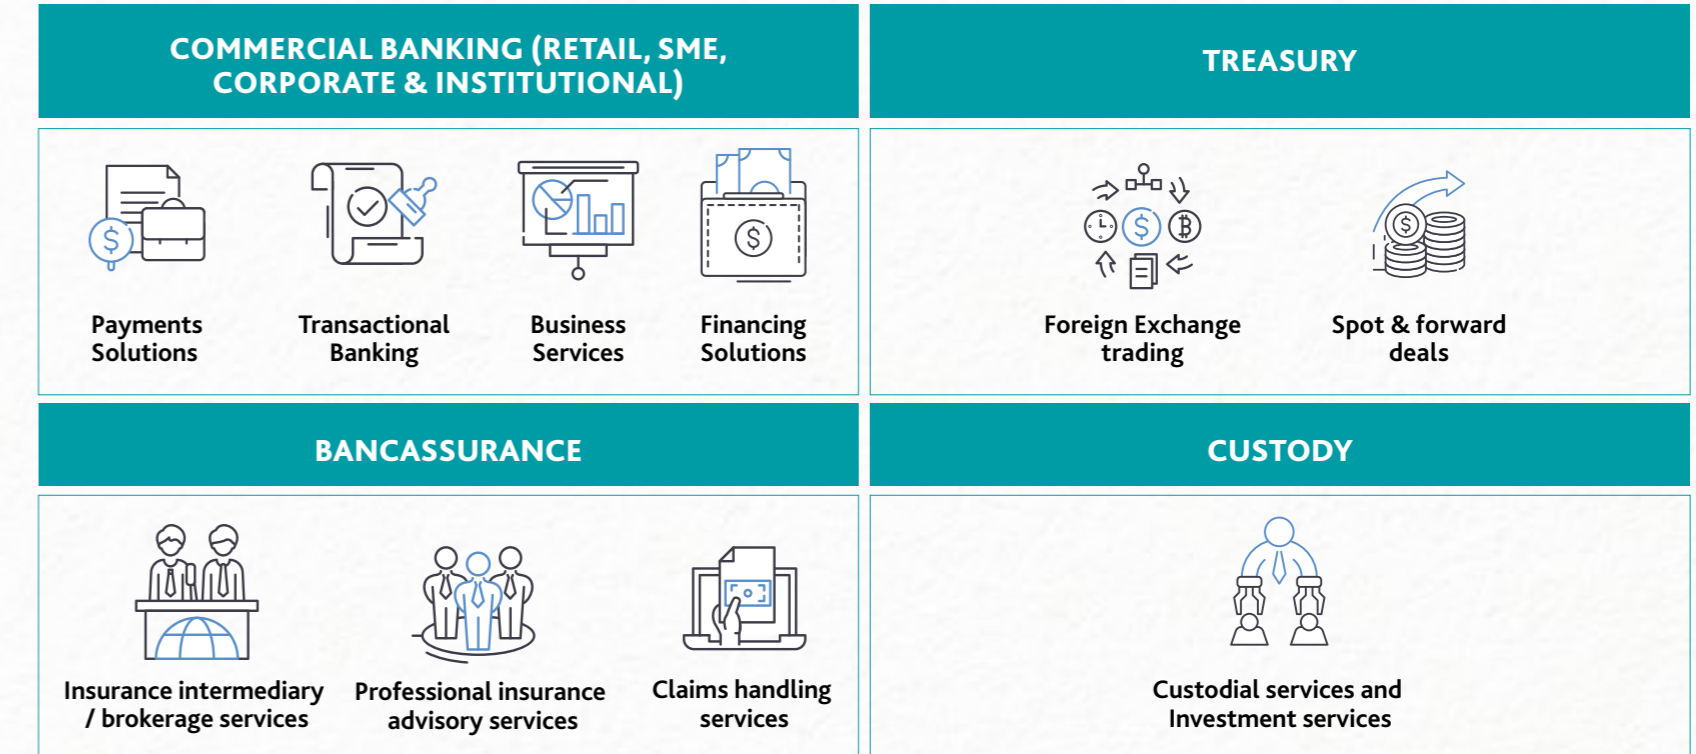 COMMERCIAL BANKING (RETAIL, SME,
CORPORATE & INSTITUTIONAL)
Payments
Solutions
Transactional
Banking
Business
Services
Financing
Solutions
TREASURY
Foreign Exchange
trading
Spot & forward
deals
BANCASSURANCE
Insurance intermediary
/ brokerage services
Professional insurance
advisory services
Claims handling
services
CUSTODY
Custodial services and
Investment services